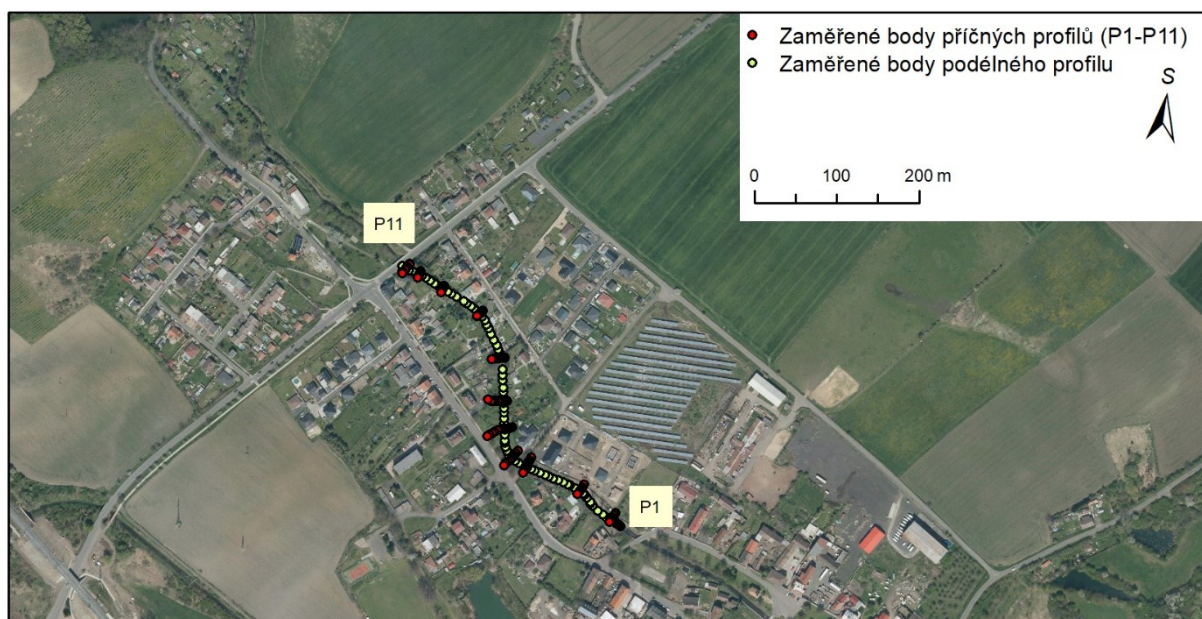 Zaměřené body příčných profilů (P1-P11)
Zaměřené body podélného profilu
S
0 100 200 m
P11
P1